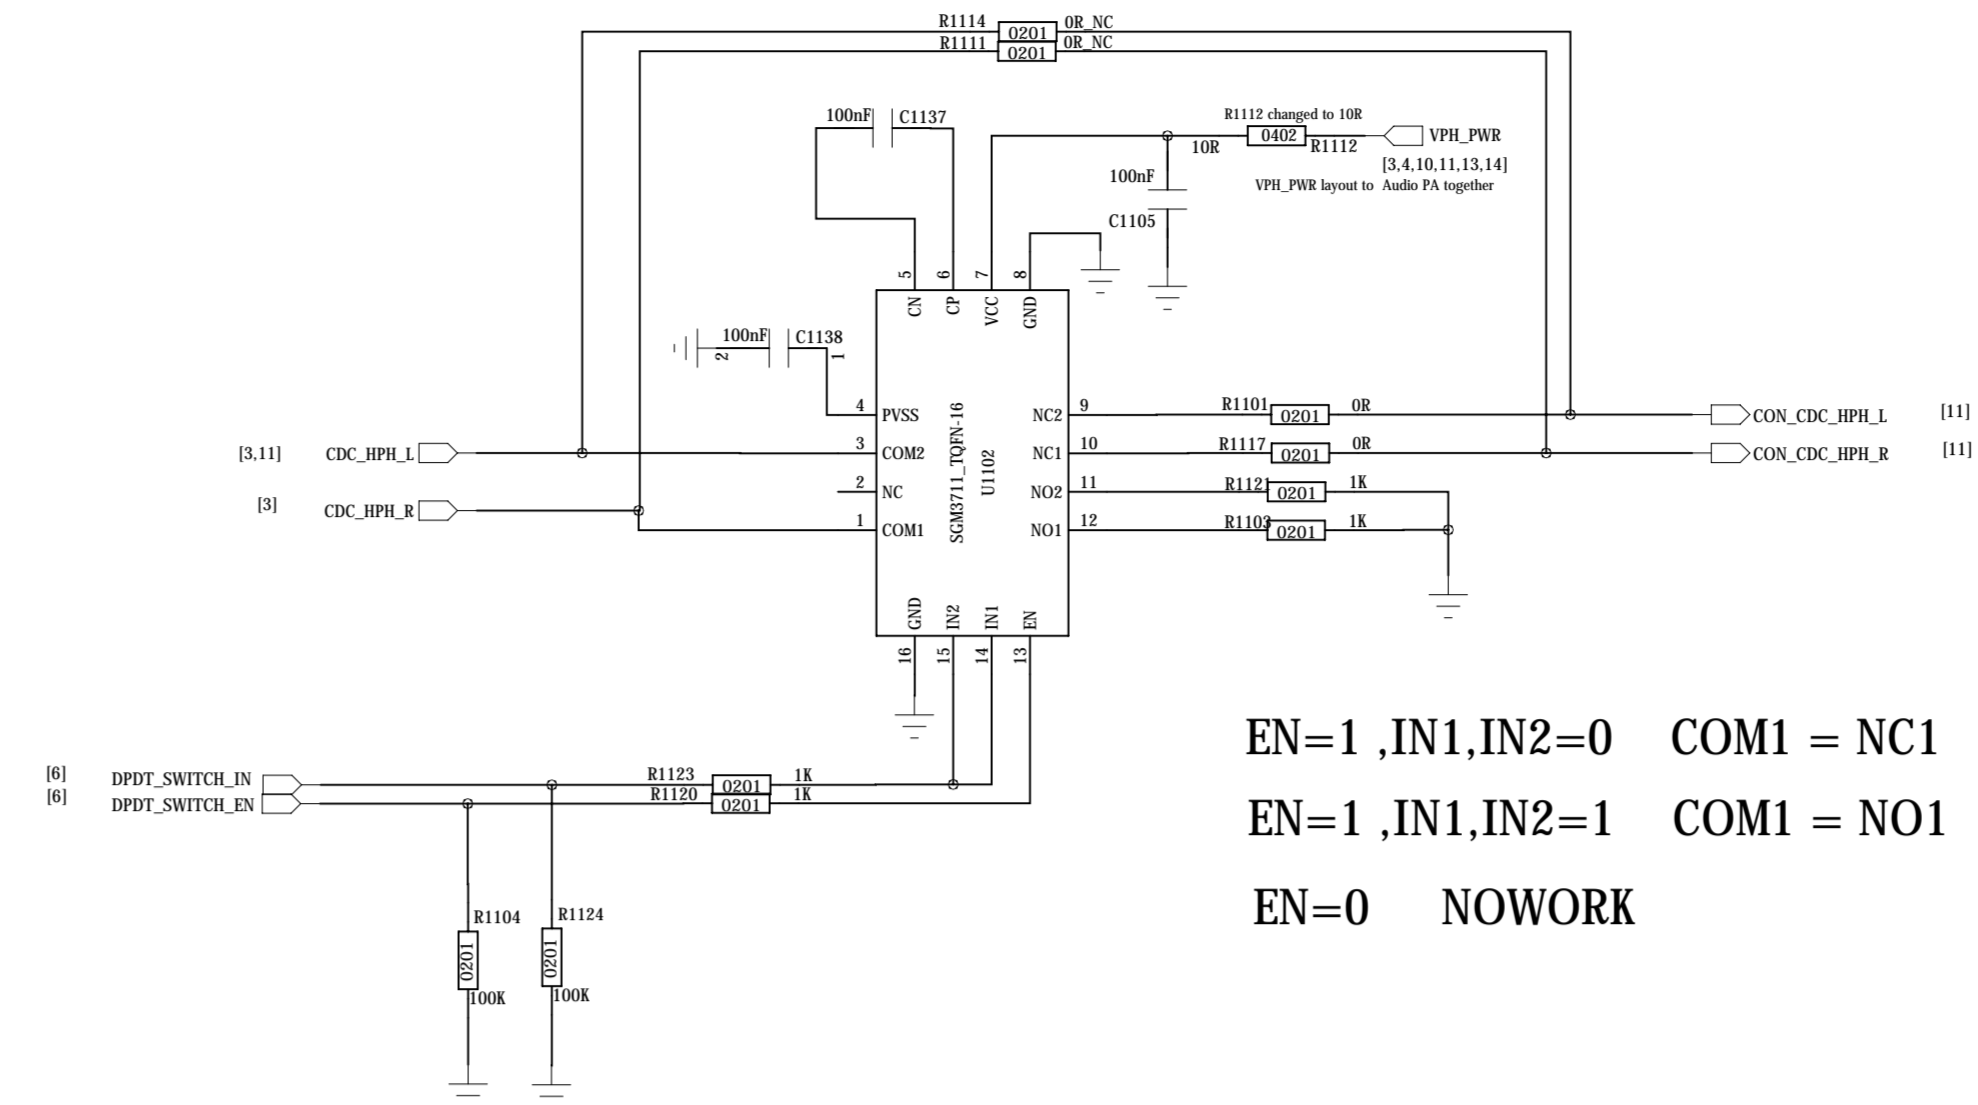 R1114 0201 0R_NC
R1111 0201 0R_NC
100nF C1137
R1112 changed to 10R
10R 0402 R1112 VPH_PWR
[3,4,10,11,13,14]
VPH_PWR layout to Audio PA together
100nF
C1105
5 6 7 8
CN CP VCC GND
100nF C1138
2 1
4 PVSS NC2 9 R1101 0201 0R CON_CDC_HPH_L [11]
[3,11] CDC_HPH_L 3 COM2 NC1 10 R1117 0201 0R CON_CDC_HPH_R [11]
2 NC NO2 11 R1121 0201 1K
[3] CDC_HPH_R 1 COM1 NO1 12 R1103 0201 1K
SGM3711_TQFN-16
U1102
GND IN2 IN1 EN
16 15 14 13
[6] DPDT_SWITCH_IN R1123 0201 1K
[6] DPDT_SWITCH_EN R1120 0201 1K
R1104 R1124
0201 0201
100K 100K
EN=1 ,IN1,IN2=0 COM1 = NC1
EN=1 ,IN1,IN2=1 COM1 = NO1
EN=0 NOWORK